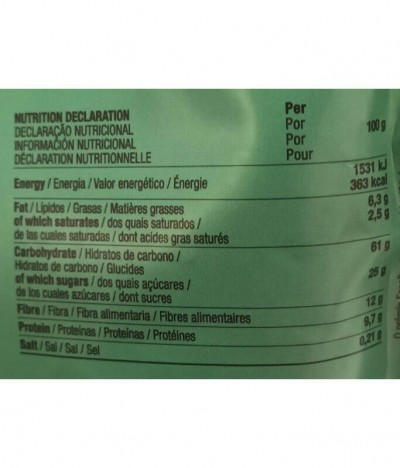 NUTRITION DECLARATION Per
DECLARAÇÃO NUTRICIONAL Por 100 g
INFORMACIÓN NUTRICIONAL Por
DÉCLARATION NUTRITIONNELLE Pour
1531 kJ
Energy / Energia / Valor energético / Énergie 363 kcal
Fat / Lípidos / Grasas / Matières grasses 6,3 g
of which saturates / dos quais saturados / 2,5 g
de las cuales saturadas / dont acides gras saturés
Carbohydrate / Hidratos de carbono / 61 g
Hidratos de carbono / Glucides
of which sugars / dos quais açúcares / 25 g
de los cuales azúcares / dont sucres
Fibre / Fibra / Fibra alimentaria / Fibres alimentaires 12 g
Protein / Proteínas / Proteínas / Protéines 9,7 g
Salt / Sal / Sal / Sel 0,21 g